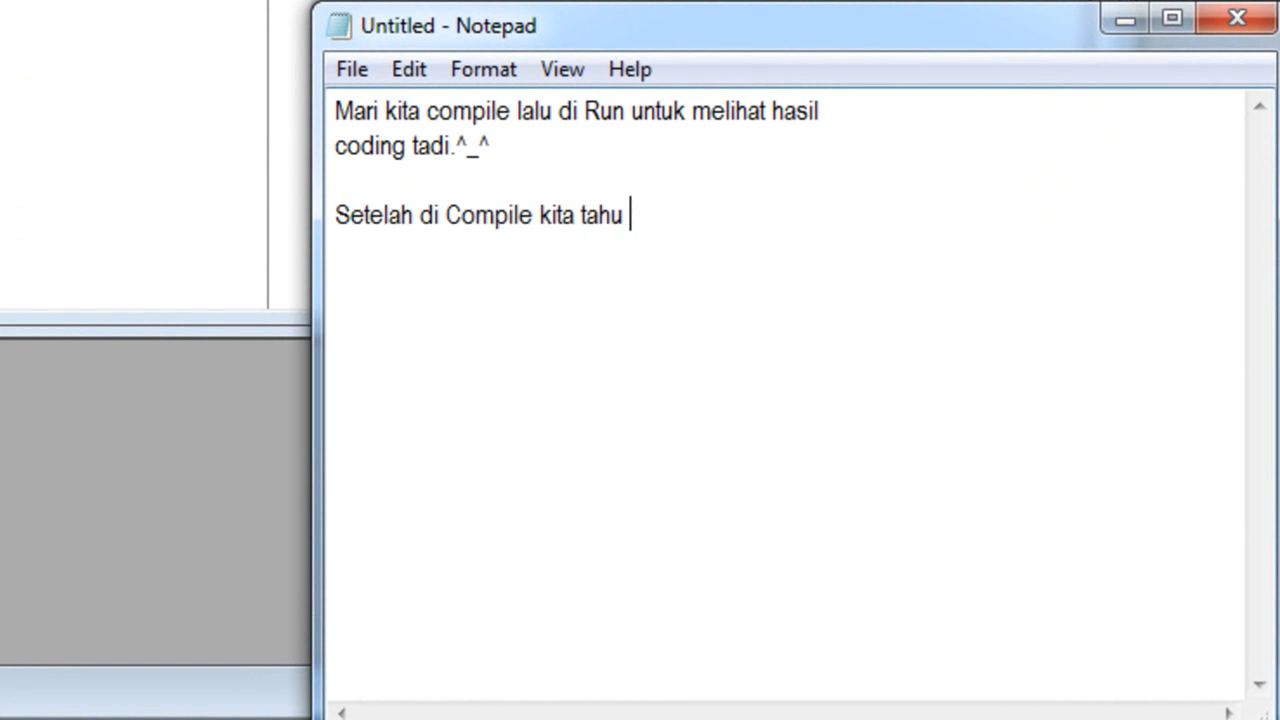 Untitled - Notepad
File Edit Format View Help
Mari kita compile lalu di Run untuk melihat hasil
coding tadi.^_^
Setelah di Compile kita tahu